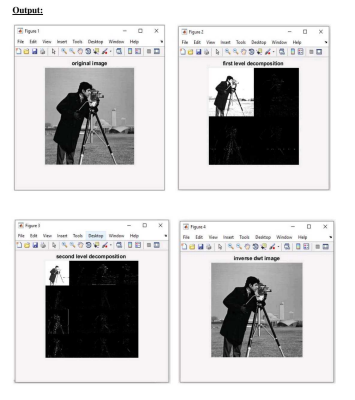 Output:
Figure 1
File Edit View Insert Tools Desktop Window Help
original image
Figure 2
File Edit View Insert Tools Desktop Window Help
first level decomposition
Figure 3
File Edit View Insert Tools Desktop Window Help
second level decomposition
Figure 4
File Edit View Insert Tools Desktop Window Help
inverse dwt image